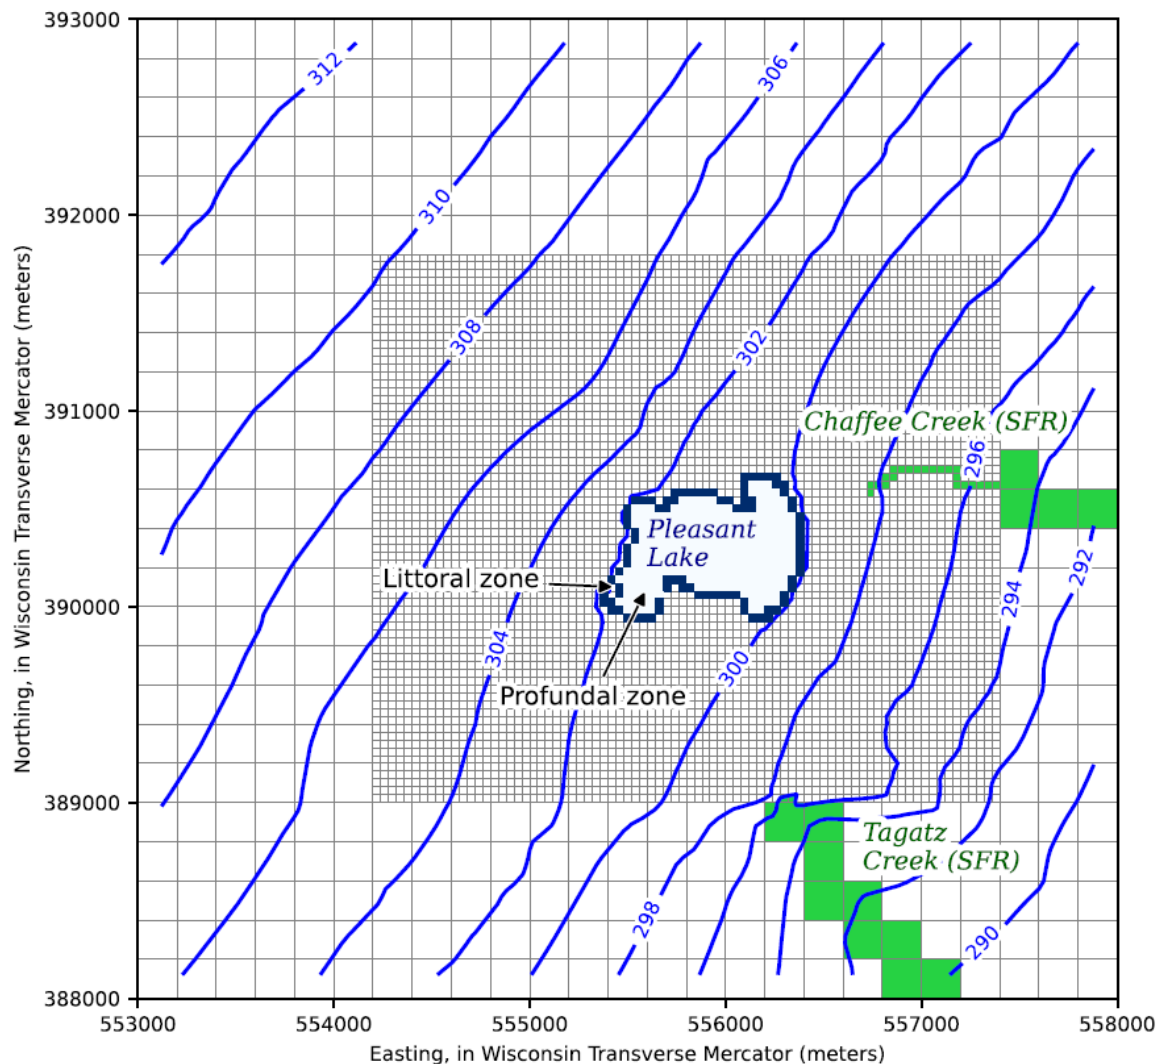 393000
392000
391000
390000
389000
388000
Northing, in Wisconsin Transverse Mercator (meters)
312
306
310
308
302
Chaffee Creek (SFR)
296
Pleasant
Lake
Littoral zone
292
294
304
300
Profundal zone
Tagatz
Creek (SFR)
298
290
553000
554000
555000
556000
557000
558000
Easting, in Wisconsin Transverse Mercator (meters)